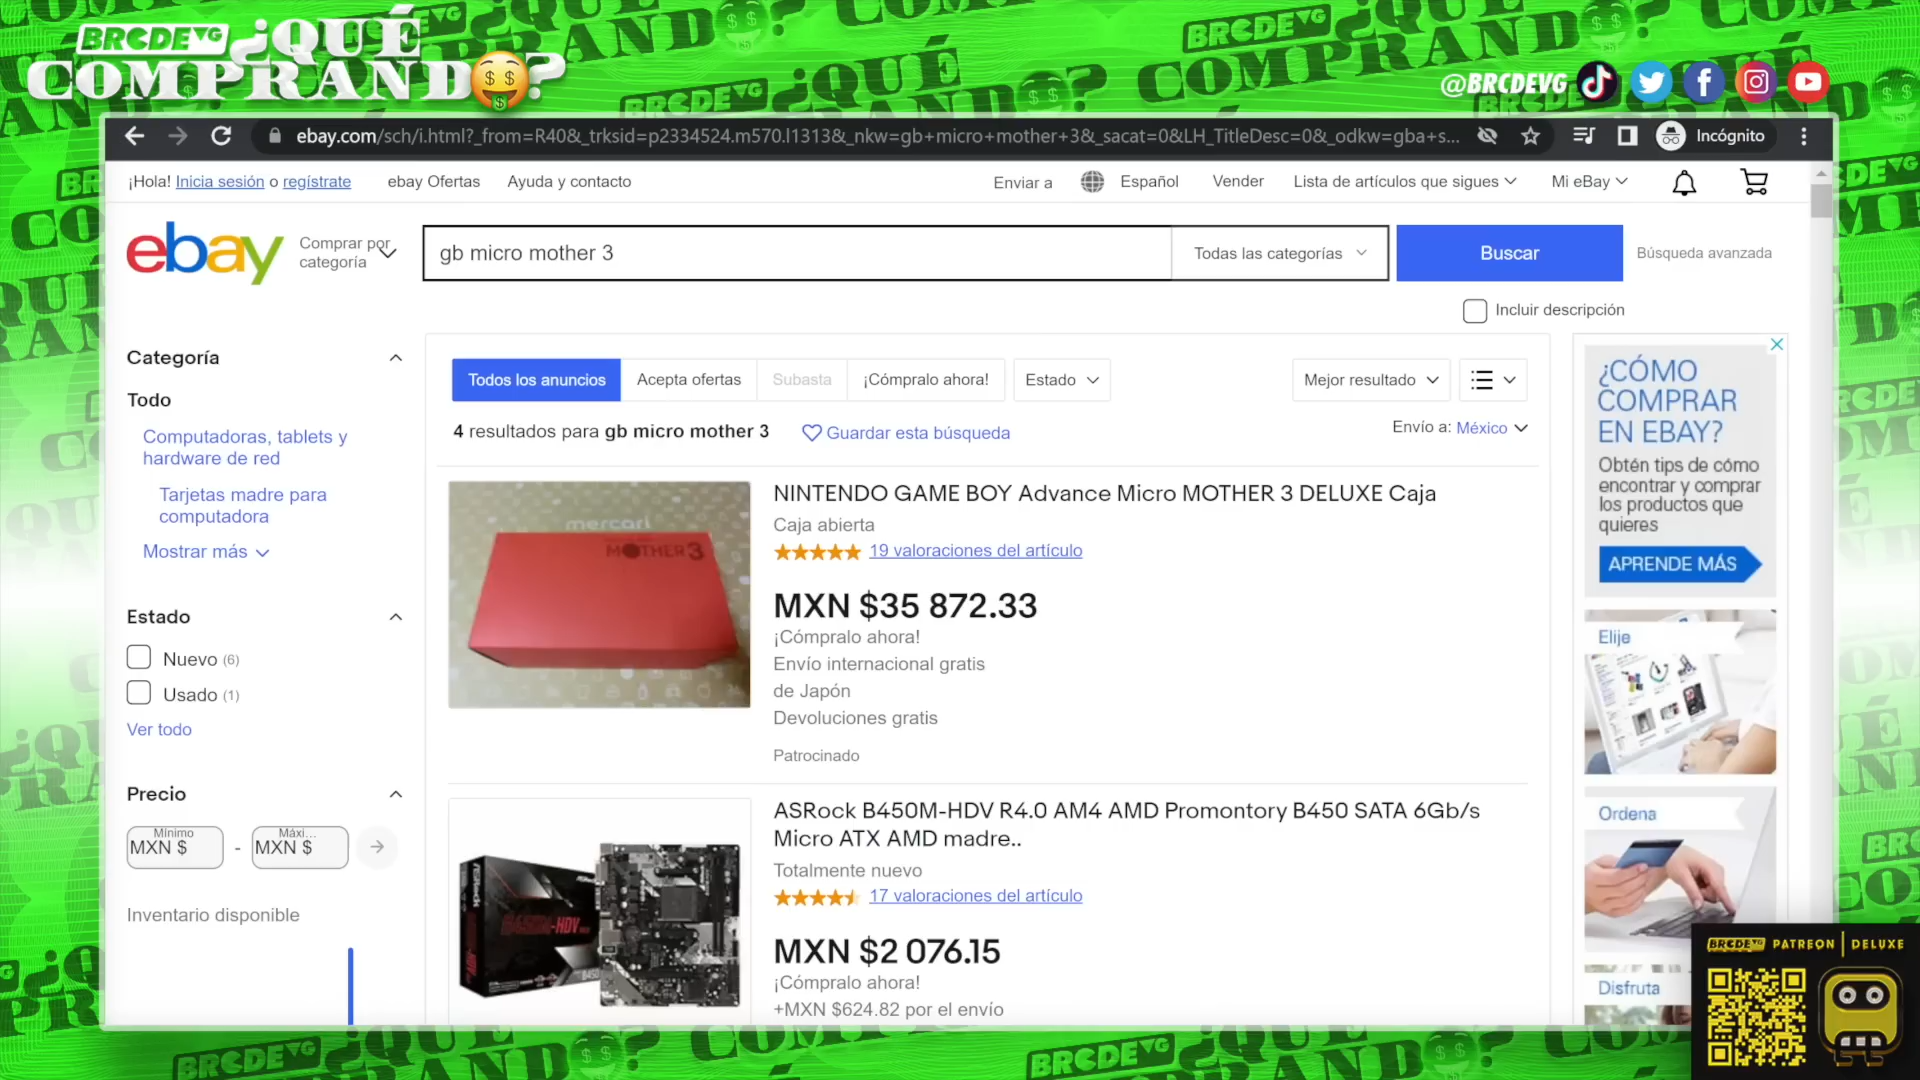 BRCDEVG ¿QUÉ
COMPRANDO?
@BRCDEVG
ebay.com/sch/i.html?_from=R40&_trksid=p2334524.m570.l1313&_nkw=gb+micro+mother+3&_sacat=0&LH_TitleDesc=0&_odkw=gba+s...
Incógnito
¡Hola! Inicia sesión o regístrate
ebay Ofertas
Ayuda y contacto
Enviar a
Español
Vender
Lista de artículos que sigues
Mi eBay
ebay
Comprar por
categoría
gb micro mother 3
Todas las categorías
Buscar
Búsqueda avanzada
Incluir descripción
Categoría
Todo
Computadoras, tablets y
hardware de red
Tarjetas madre para
computadora
Mostrar más
Estado
Nuevo (6)
Usado (1)
Ver todo
Precio
Mínimo
MXN $
-
Máxi...
MXN $
Inventario disponible
Todos los anuncios
Acepta ofertas
Subasta
¡Cómpralo ahora!
Estado
Mejor resultado
4 resultados para gb micro mother 3
Guardar esta búsqueda
Envío a: México
mercari
MOTHER3
NINTENDO GAME BOY Advance Micro MOTHER 3 DELUXE Caja
Caja abierta
19 valoraciones del artículo
MXN $35 872.33
¡Cómpralo ahora!
Envío internacional gratis
de Japón
Devoluciones gratis
Patrocinado
ASRock B450M-HDV R4.0 AM4 AMD Promontory B450 SATA 6Gb/s
Micro ATX AMD madre..
Totalmente nuevo
17 valoraciones del artículo
MXN $2 076.15
¡Cómpralo ahora!
+MXN $624.82 por el envío
B450M-HDV
¿CÓMO
COMPRAR
EN EBAY?
Obtén tips de cómo
encontrar y comprar
los productos que
quieres
APRENDE MÁS
Elije
Ordena
Disfruta
BRCDEVG PATREON | DELUXE